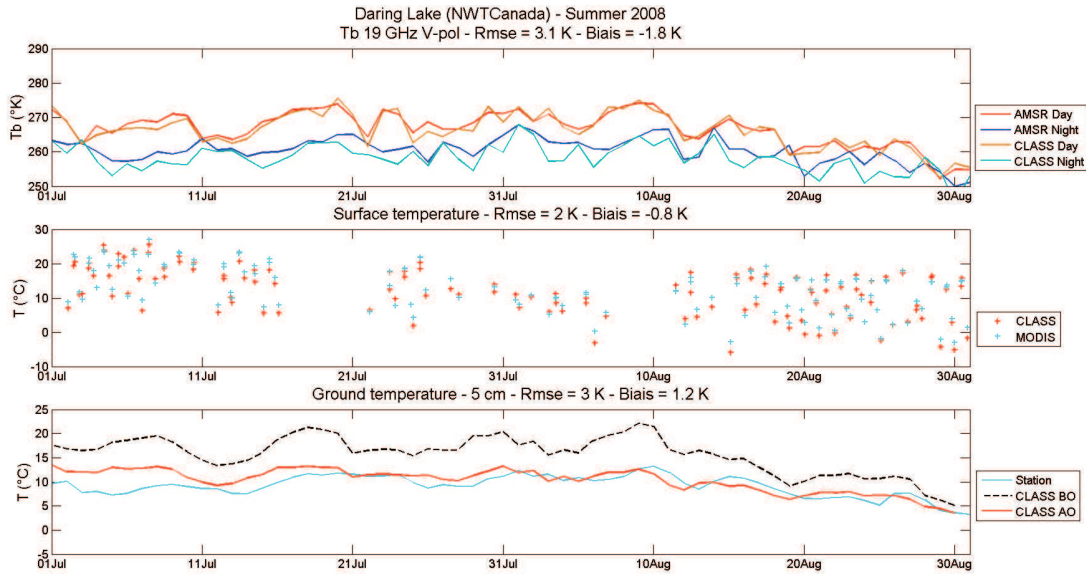 Daring Lake (NWTCanada) - Summer 2008
Tb 19 GHz V-pol - Rmse = 3.1 K - Biais = -1.8 K
290
280
270
260
250
Tb (°K)
01Jul
11Jul
21Jul
31Jul
10Aug
20Aug
30Aug
AMSR Day
AMSR Night
CLASS Day
CLASS Night
Surface temperature - Rmse = 2 K - Biais = -0.8 K
30
20
10
0
-10
T (°C)
01Jul
11Jul
21Jul
31Jul
10Aug
20Aug
30Aug
CLASS
MODIS
Ground temperature - 5 cm - Rmse = 3 K - Biais = 1.2 K
25
20
15
10
5
0
-5
T (°C)
01Jul
11Jul
21Jul
31Jul
10Aug
20Aug
30Aug
Station
CLASS BO
CLASS AO